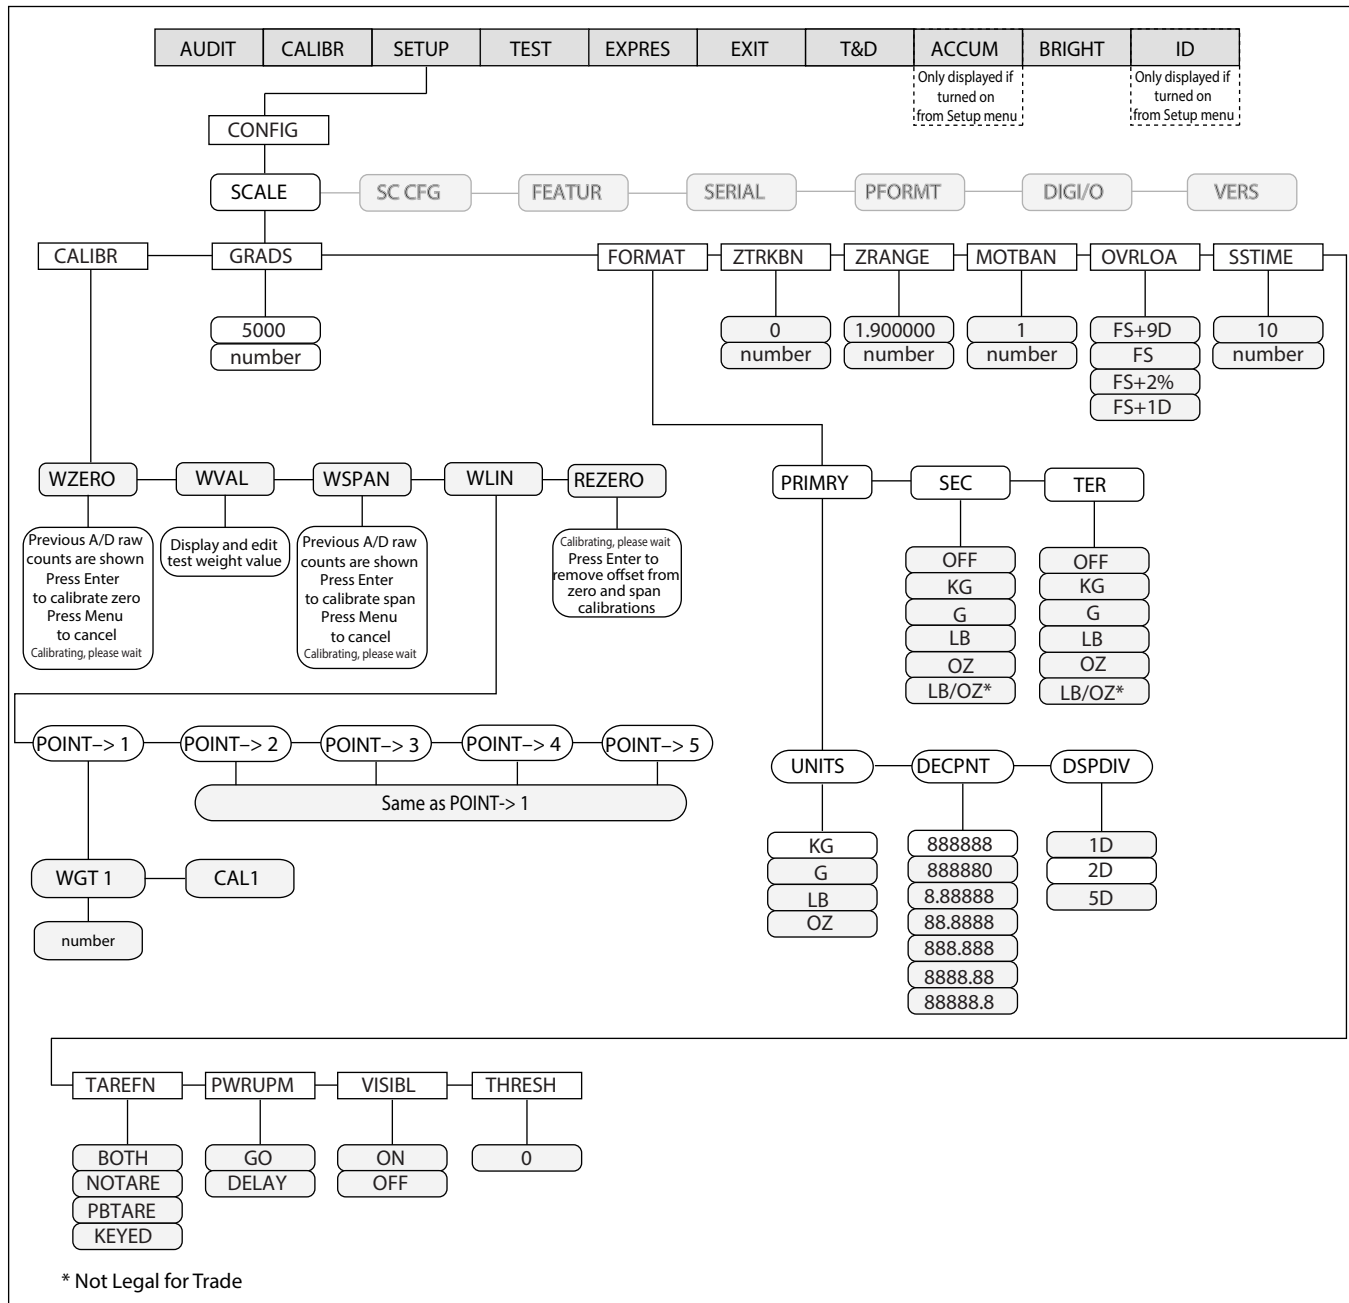 AUDIT CALIBR SETUP TEST EXPRES EXIT T&D ACCUM BRIGHT ID
Only displayed if
turned on
from Setup menu
Only displayed if
turned on
from Setup menu
CONFIG
SCALE SC CFG FEATUR SERIAL PFORMT DIGI/O VERS
CALIBR GRADS FORMAT ZTRKBN ZRANGE MOTBAN OVRLOA SSTIME
5000
number
0
number
1.900000
number
1
number
FS+9D
FS
FS+2%
FS+1D
10
number
WZERO WVAL WSPAN WLIN REZERO
Previous A/D raw
counts are shown
Press Enter
to calibrate zero
Press Menu
to cancel
Calibrating, please wait
Display and edit
test weight value
Previous A/D raw
counts are shown
Press Enter
to calibrate span
Press Menu
to cancel
Calibrating, please wait
Calibrating, please wait
Press Enter to
remove offset from
zero and span
calibrations
PRIMRY SEC TER
OFF
KG
G
LB
OZ
LB/OZ*
OFF
KG
G
LB
OZ
LB/OZ*
POINT–> 1 POINT–> 2 POINT–> 3 POINT–> 4 POINT–> 5
Same as POINT-> 1
WGT 1 CAL1
number
UNITS DECPNT DSPDIV
KG
G
LB
OZ
888888
888880
8.88888
88.8888
888.888
8888.88
88888.8
1D
2D
5D
TAREFN PWRUPM VISIBL THRESH
BOTH
NOTARE
PBTARE
KEYED
GO
DELAY
ON
OFF
0
* Not Legal for Trade